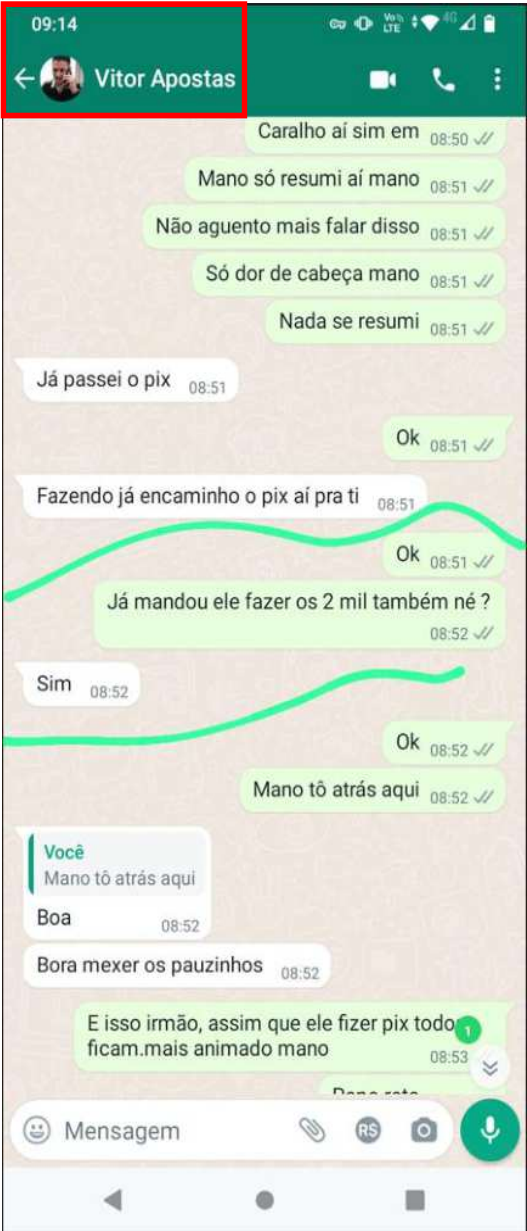 09:14 Vo) LTE 4G
Vitor Apostas
Caralho aí sim em 08:50
Mano só resumi aí mano 08:51
Não aguento mais falar disso 08:51
Só dor de cabeça mano 08:51
Nada se resumi 08:51
Já passei o pix 08:51
Ok 08:51
Fazendo já encaminho o pix aí pra ti 08:51
Ok 08:51
Já mandou ele fazer os 2 mil também né ?
08:52
Sim 08:52
Ok 08:52
Mano tô atrás aqui 08:52
Você
Mano tô atrás aqui
Boa 08:52
Bora mexer os pauzinhos 08:52
E isso irmão, assim que ele fizer pix todo 1
ficam.mais animado mano 08:53
Mensagem R$